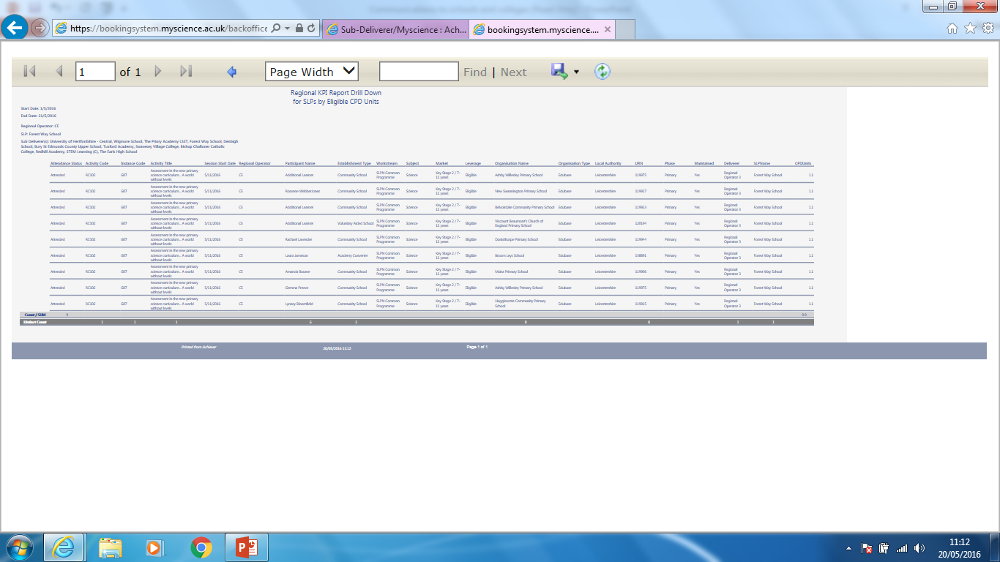 https://bookingsystem.myscience.ac.uk/backoffice
Sub-Deliverer/Myscience : Ach...
bookingsystem.myscience....
1 of 1 Page Width Find | Next
Regional KPI Report Drill Down
for SLPs by Eligible CPD Units
Start Date: 1/5/2016
End Date: 31/5/2016
Regional Operator: CE
SLP: Forest Way School
Sub Deliverer(s): University of Hertfordshire - Central, Wigmore School, The Priory Academy LSST, Forest Way School, Denbigh
School, Bury St Edmunds County Upper School, Tuxford Academy, Swavesey Village College, Bishop Challoner Catholic
College, Redhill Academy, STEM Learning (C), The Earls High School
Attendance Status Activity Code Instance Code Activity Title Session Start Date Regional Operator Participant Name Establishment Type Workstream Subject Market Leverage Organisation Name Organisation Type Local Authority URN Phase Maintained Deliverer SLPName CPDUnits
Assessment in the new primary
science curriculum.. A world
without levels
Attended RC102 G07 5/11/2016 CE Additional Learner Community School SLPN Common Programme Science Key Stage 2 / 7-11 years Eligible Ashby Willesley Primary School Edubase Leicestershire 119975 Primary Yes Regional Operator 3 Forest Way School 1.1
Assessment in the new primary
science curriculum.. A world
without levels
Attended RC102 G07 5/11/2016 CE Roxanne Community School SLPN Common Programme Science Key Stage 2 / 7-11 years Eligible New Swannington Primary School Edubase Leicestershire Primary Yes Regional Operator 3 Forest Way School 1.1
Assessment in the new primary
science curriculum.. A world
without levels
Attended RC102 G07 5/11/2016 CE Additional Learner Community School SLPN Common Programme Science Key Stage 2 / 7-11 years Eligible Belvoirdale Community Primary School Edubase Leicestershire Primary Yes Regional Operator 3 Forest Way School 1.1
Assessment in the new primary
science curriculum.. A world
without levels
Attended RC102 G07 5/11/2016 CE Additional Learner Voluntary Aided School SLPN Common Programme Science Key Stage 2 / 7-11 years Eligible Viscount Beaumont's Church of England Primary School Edubase Leicestershire 120194 Primary Yes Regional Operator 3 Forest Way School 1.1
Assessment in the new primary
science curriculum.. A world
without levels
Attended RC102 G07 5/11/2016 CE Rachael Lavender Community School SLPN Common Programme Science Key Stage 2 / 7-11 years Eligible Donisthorpe Primary School Edubase Leicestershire 119944 Primary Yes Regional Operator 3 Forest Way School 1.1
Assessment in the new primary
science curriculum.. A world
without levels
Attended RC102 G07 5/11/2016 CE Laura Jameson Academy Converter SLPN Common Programme Science Key Stage 2 / 7-11 years Eligible Broom Leys School Edubase Leicestershire Primary Yes Regional Operator 3 Forest Way School 1.1
Assessment in the new primary
science curriculum.. A world
without levels
Attended RC102 G07 5/11/2016 CE Amanda Bourne Community School SLPN Common Programme Science Key Stage 2 / 7-11 years Eligible Moira Primary School Edubase Leicestershire Primary Yes Regional Operator 3 Forest Way School 1.1
Assessment in the new primary
science curriculum.. A world
without levels
Attended RC102 G07 5/11/2016 CE Gemma Community School SLPN Common Programme Science Key Stage 2 / 7-11 years Eligible Ashby Willesley Primary School Edubase Leicestershire 119975 Primary Yes Regional Operator 3 Forest Way School 1.1
Assessment in the new primary
science curriculum.. A world
without levels
Attended RC102 G07 5/11/2016 CE Lynsey Bloomfield Community School SLPN Common Programme Science Key Stage 2 / 7-11 years Eligible Hugglescote Community Primary School Edubase Leicestershire Primary Yes Regional Operator 3 Forest Way School 1.1
Count / SUM 9 9.9
Distinct Count 1 1 1 6 3 8 8 1 1
Printed from Achiever 20/05/2016 11:12 Page 1 of 1
11:12
20/05/2016